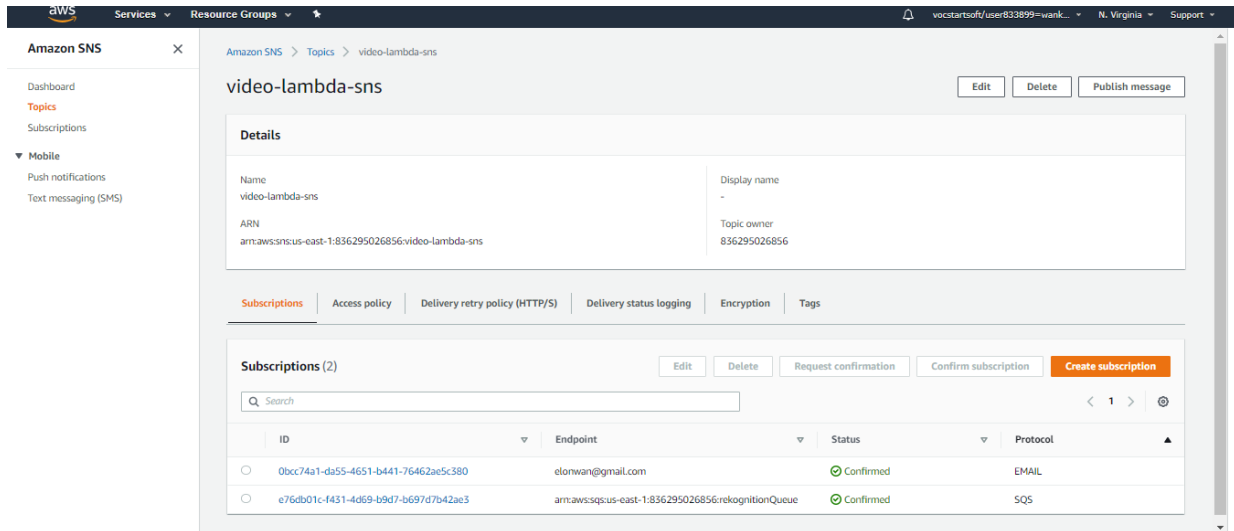 aws Services Resource Groups vocstartsoft/user833899=wank... N. Virginia Support
Amazon SNS
Dashboard
Topics
Subscriptions
Mobile
Push notifications
Text messaging (SMS)
Amazon SNS > Topics > video-lambda-sns
video-lambda-sns
Edit Delete Publish message
Details
Name
video-lambda-sns
ARN
arn:aws:sns:us-east-1:836295026856:video-lambda-sns
Display name
-
Topic owner
836295026856
Subscriptions Access policy Delivery retry policy (HTTP/S) Delivery status logging Encryption Tags
Subscriptions (2) Edit Delete Request confirmation Confirm subscription Create subscription
Search < 1 >
ID Endpoint Status Protocol
0bcc74a1-da55-4651-b441-76462ae5c380 elonwan@gmail.com Confirmed EMAIL
e76db01c-f431-4d69-b9d7-b697d7b42ae3 arn:aws:sqs:us-east-1:836295026856:rekognitionQueue Confirmed SQS